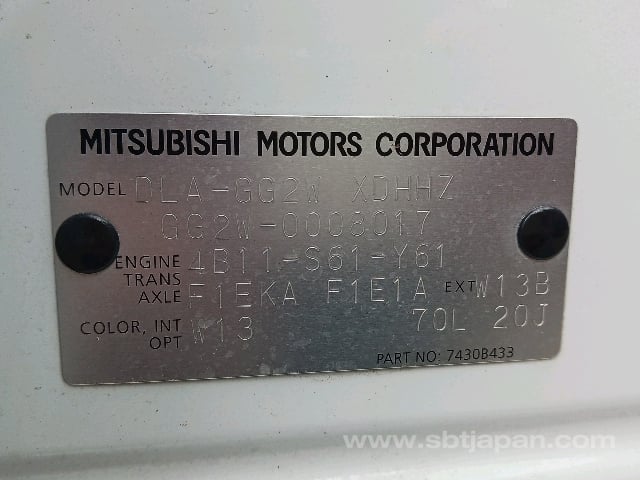 MITSUBISHI MOTORS CORPORATION
MODEL DLA-GG2W XDHHZ
GG2W-0008017
ENGINE 4B11-S61-Y61
TRANS
AXLE F1EKA F1E1A EXT W13B
COLOR, INT W13 70L 20J
OPT
PART NO: 7430B433
www.sbtjapan.com